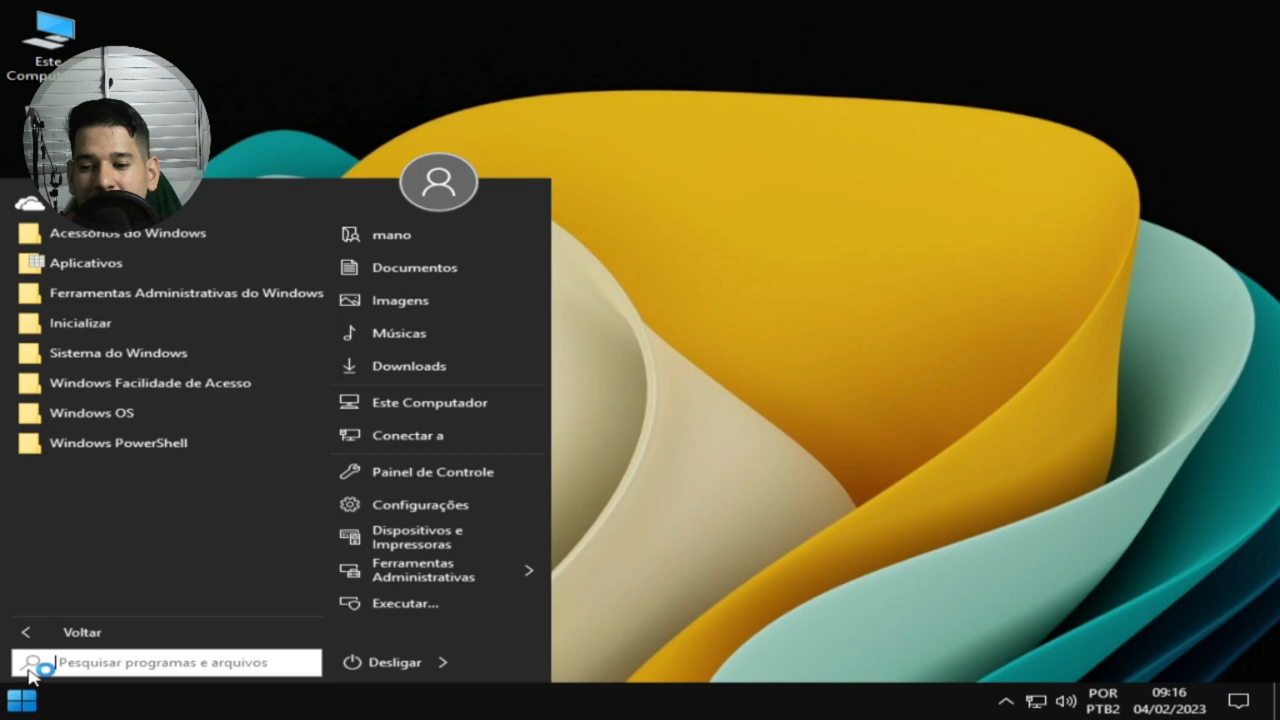 Este
Acessórios do Windows
Aplicativos
Ferramentas Administrativas do Windows
Inicializar
Sistema do Windows
Windows Facilidade de Acesso
Windows OS
Windows PowerShell
Voltar
Pesquisar programas e arquivos
mano
Documentos
Imagens
Músicas
Downloads
Este Computador
Conectar a
Painel de Controle
Configurações
Dispositivos e
Impressoras
Ferramentas
Administrativas
Executar...
Desligar
POR
PTB2
09:16
04/02/2023